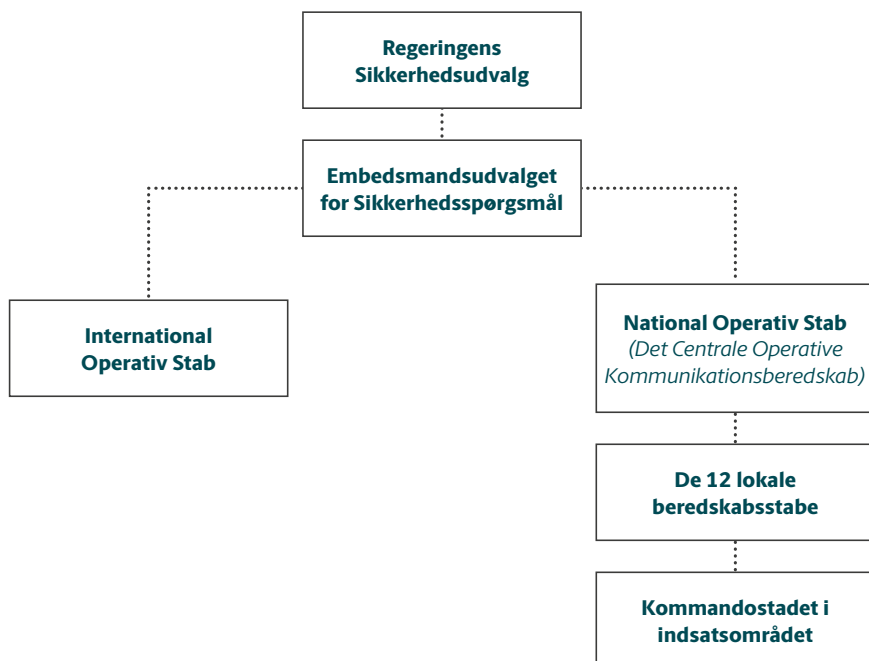 Regeringens
Sikkerhedsudvalg
Embedsmandsudvalget
for Sikkerhedsspørgsmål
International
Operativ Stab
National Operativ Stab
(Det Centrale Operative
Kommunikationsberedskab)
De 12 lokale
beredskabsstabe
Kommandostadet i
indsatsområdet